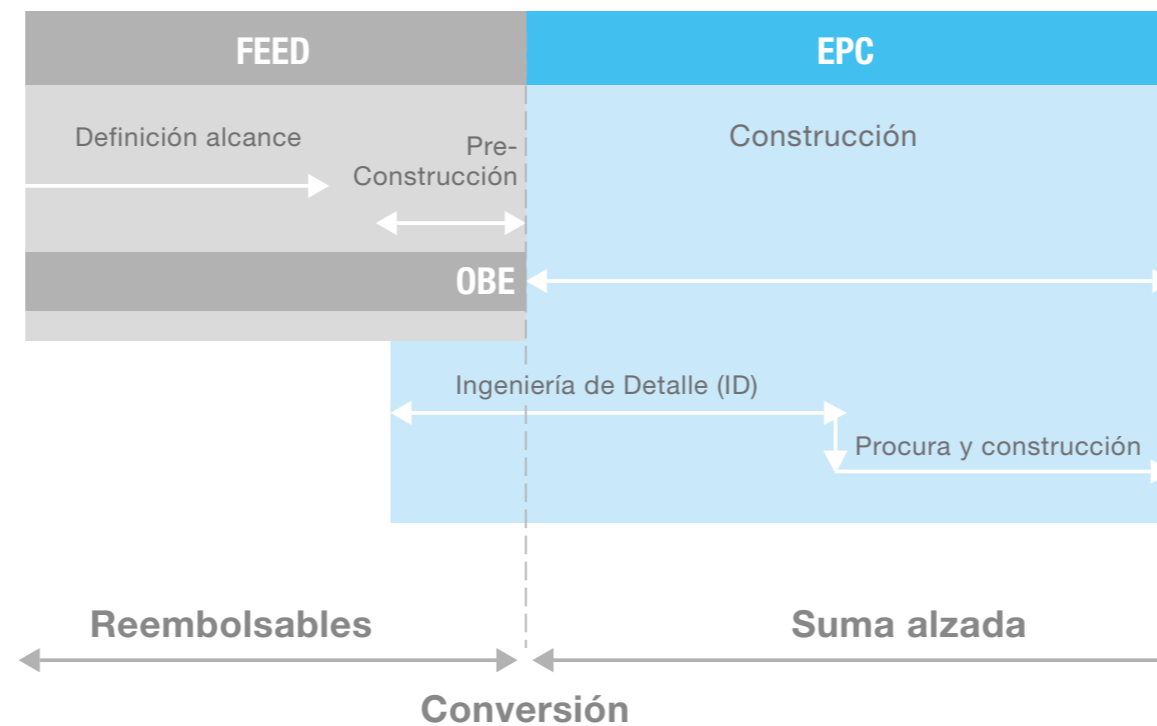 FEED
EPC
Definición alcance
Pre-
Construcción
Construcción
OBE
Ingeniería de Detalle (ID)
Procura y construcción
Reembolsables
Suma alzada
Conversión